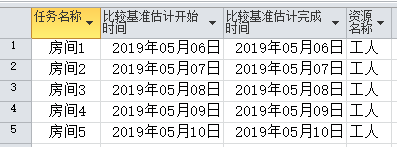 任务名称 比较基准估计开始时间 比较基准估计完成时间 资源名称
1 房间1 2019年05月06日 2019年05月06日 工人
2 房间2 2019年05月07日 2019年05月07日 工人
3 房间3 2019年05月08日 2019年05月08日 工人
4 房间4 2019年05月09日 2019年05月09日 工人
5 房间5 2019年05月10日 2019年05月10日 工人